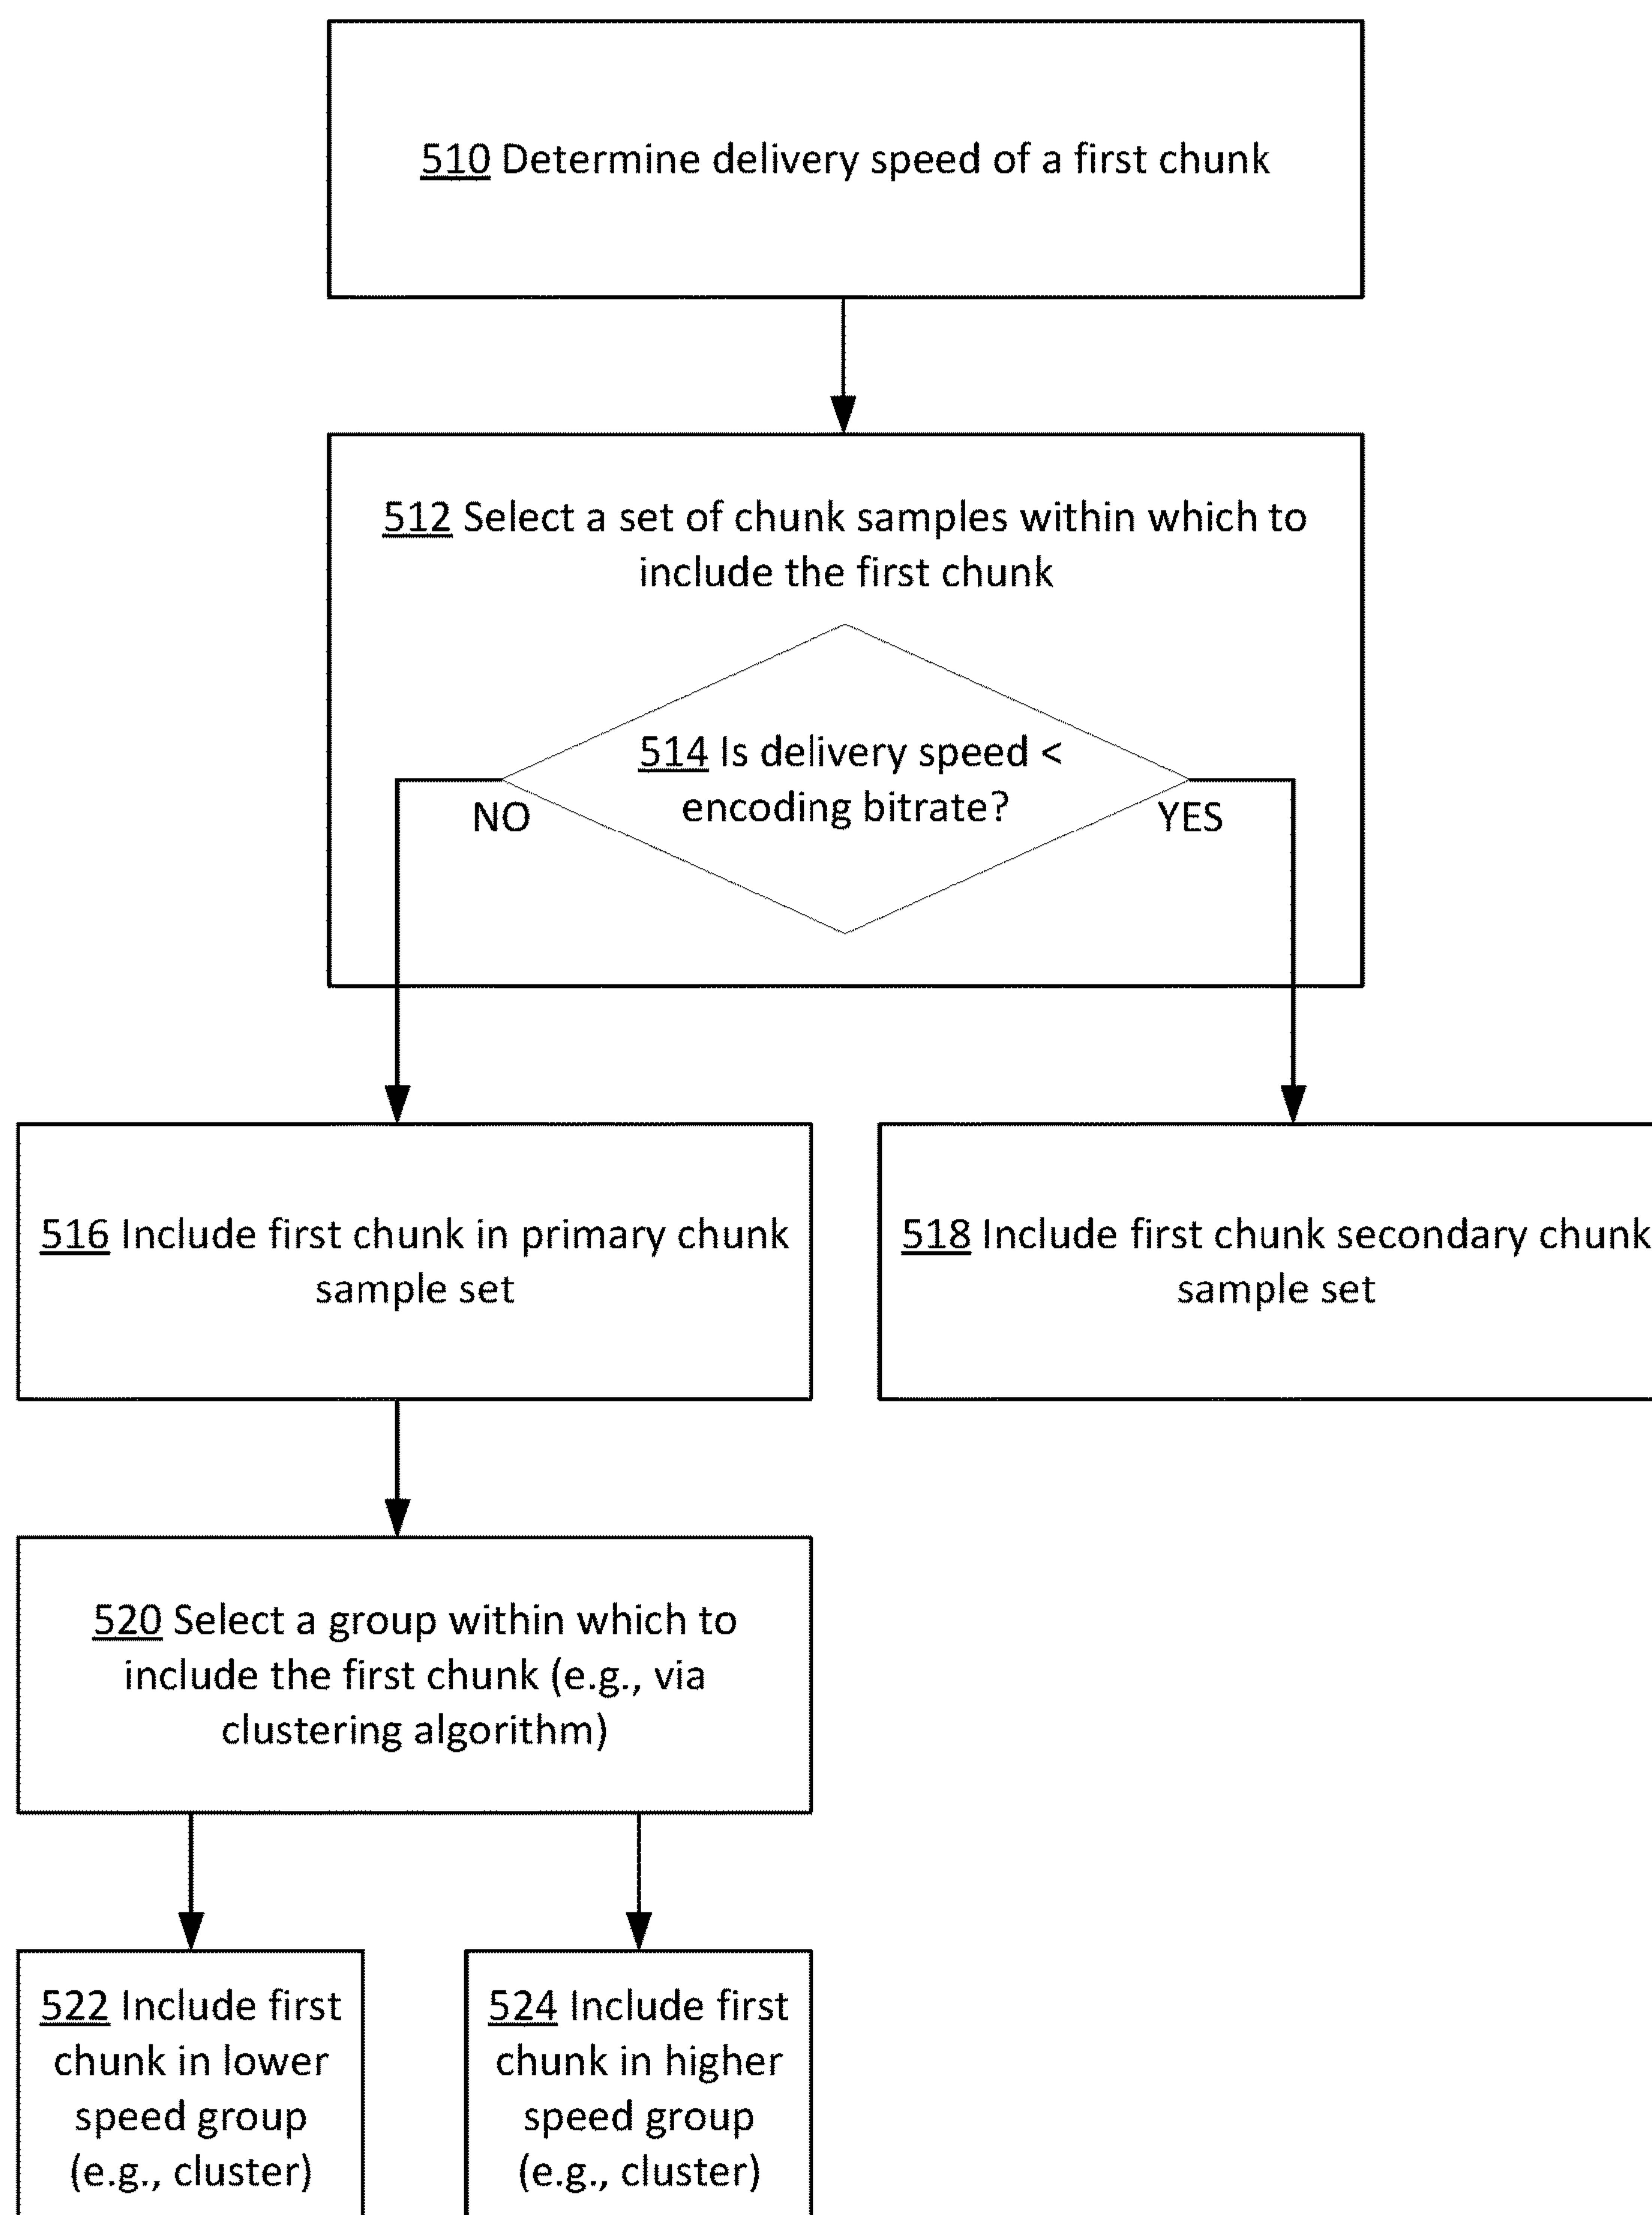 510 Determine delivery speed of a first chunk
512 Select a set of chunk samples within which to
include the first chunk
514 Is delivery speed <
encoding bitrate?
NO
YES
516 Include first chunk in primary chunk
sample set
518 Include first chunk secondary chunk
sample set
520 Select a group within which to
include the first chunk (e.g., via
clustering algorithm)
522 Include first
chunk in lower
speed group
(e.g., cluster)
524 Include first
chunk in higher
speed group
(e.g., cluster)